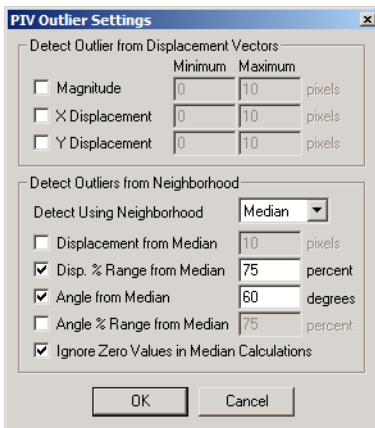 PIV Outlier Settings
Detect Outlier from Displacement Vectors
Minimum Maximum
Magnitude 0 10 pixels
X Displacement 0 10 pixels
Y Displacement 0 10 pixels
Detect Outliers from Neighborhood
Detect Using Neighborhood Median
Displacement from Median 10 pixels
Disp. % Range from Median 75 percent
Angle from Median 60 degrees
Angle % Range from Median 75 percent
Ignore Zero Values in Median Calculations
OK Cancel